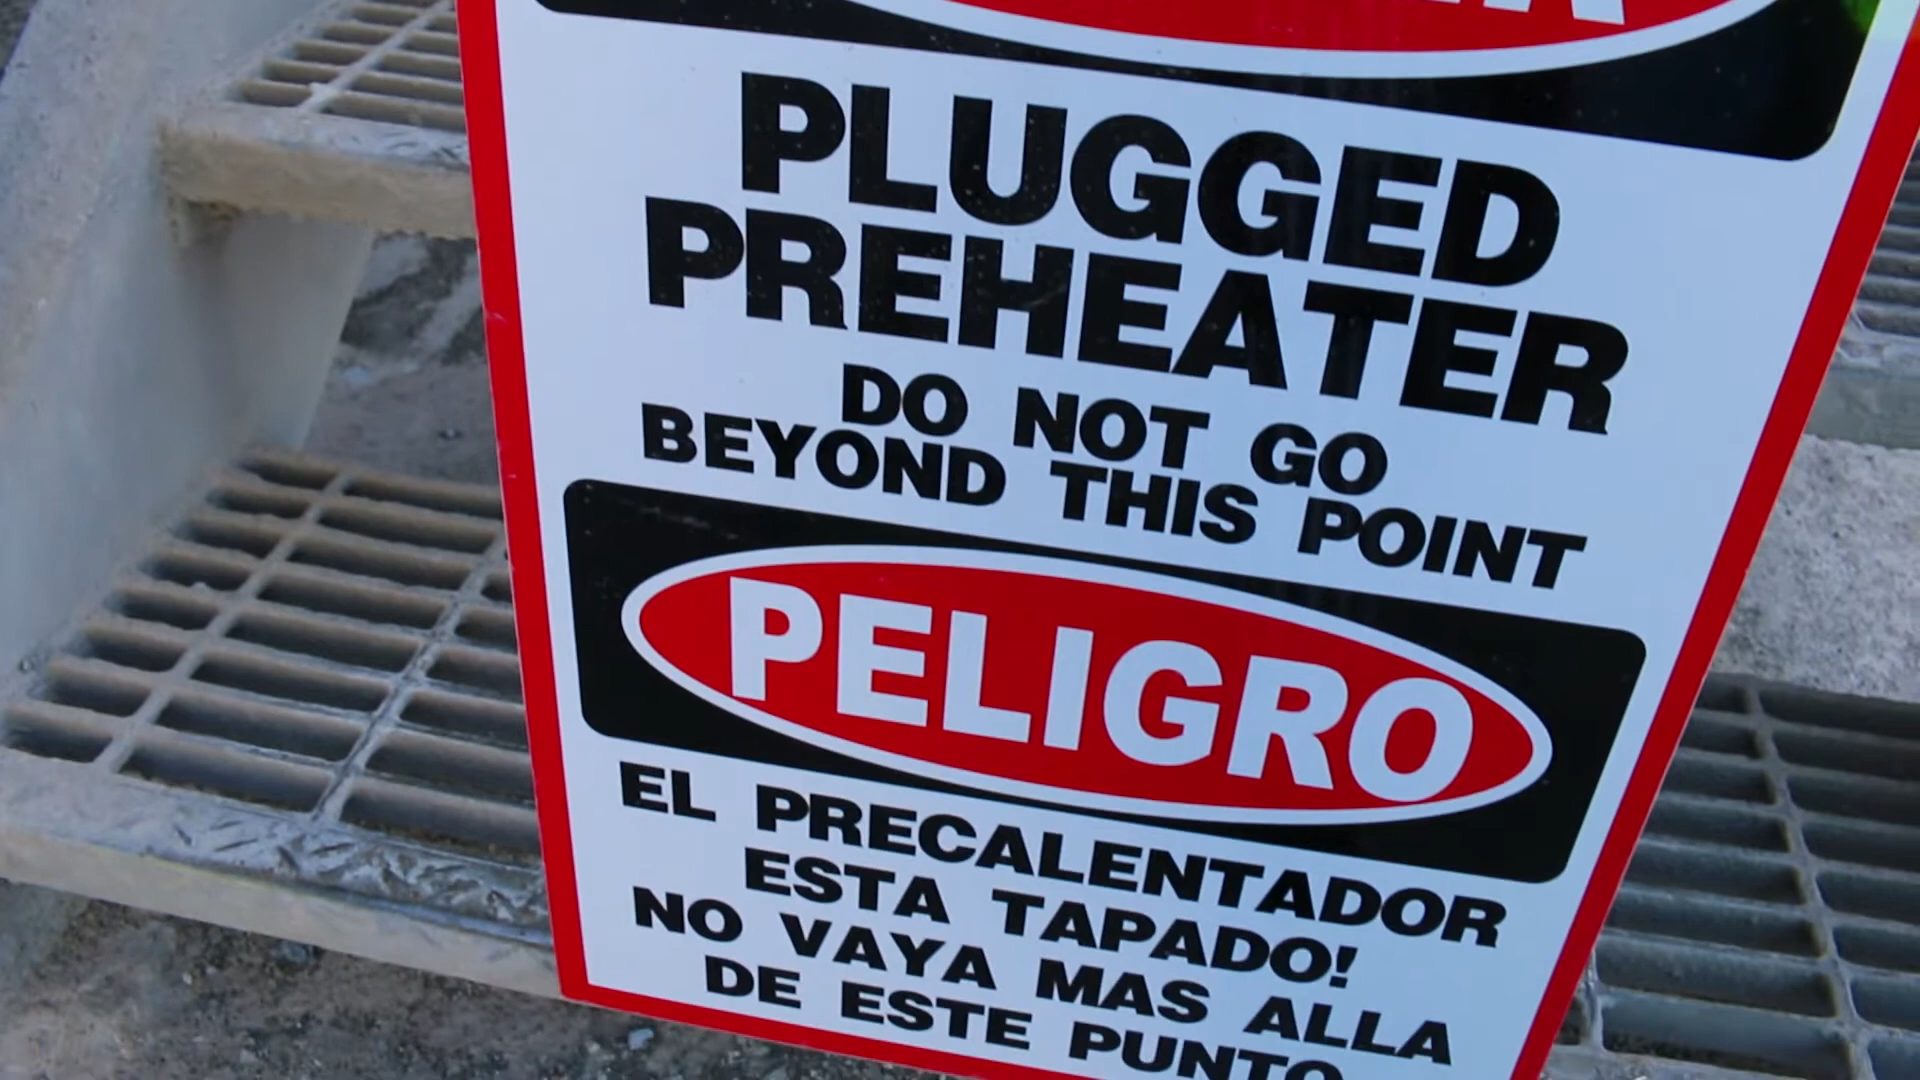 PLUGGED
PREHEATER
DO NOT GO
BEYOND THIS POINT
PELIGRO
EL PRECALENTADOR
ESTA TAPADO!
NO VAYA MAS ALLA
DE ESTE PUNTO